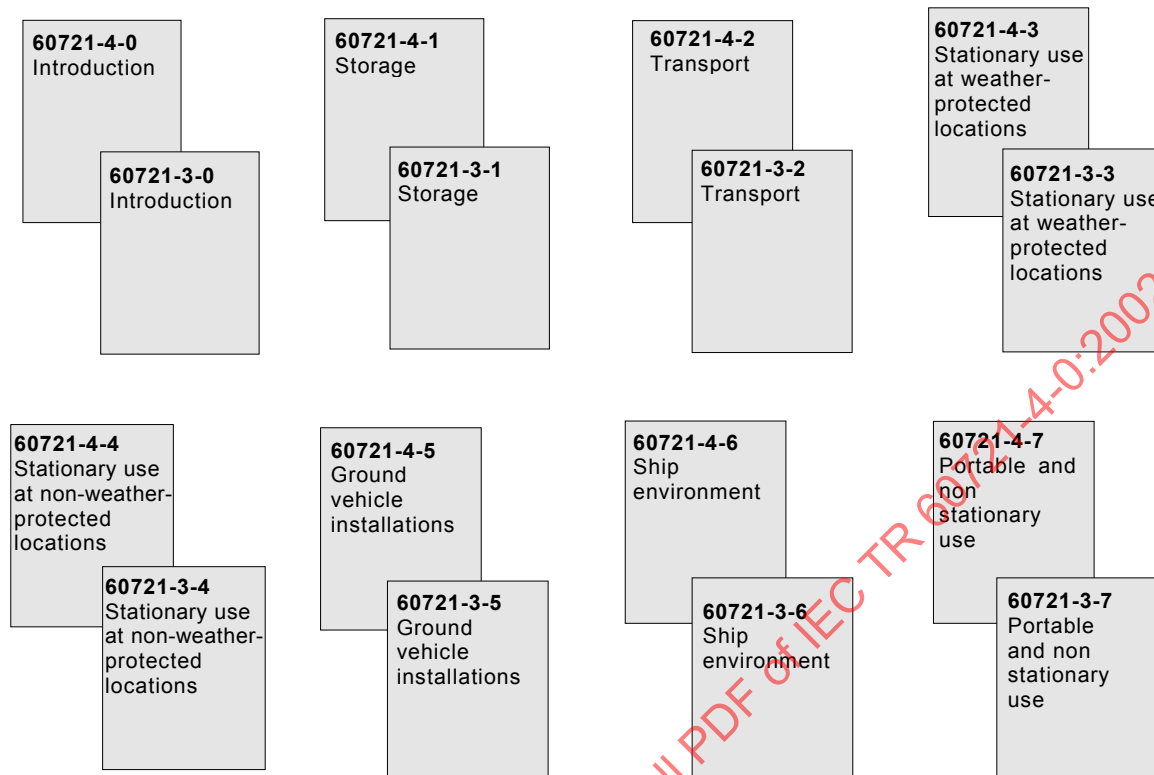 60721-4-0
Introduction
60721-3-0
Introduction
60721-4-1
Storage
60721-3-1
Storage
60721-4-2
Transport
60721-3-2
Transport
60721-4-3
Stationary use
at weather-
protected
locations
60721-3-3
Stationary use
at weather-
protected
locations
60721-4-4
Stationary use
at non-weather-
protected
locations
60721-3-4
Stationary use
at non-weather-
protected
locations
60721-4-5
Ground
vehicle
installations
60721-3-5
Ground
vehicle
installations
60721-4-6
Ship
environment
60721-3-6
Ship
environment
60721-4-7
Portable and
non
stationary
use
60721-3-7
Portable
and non
stationary
use
PDF of IEC TR 60721-4-0:2002